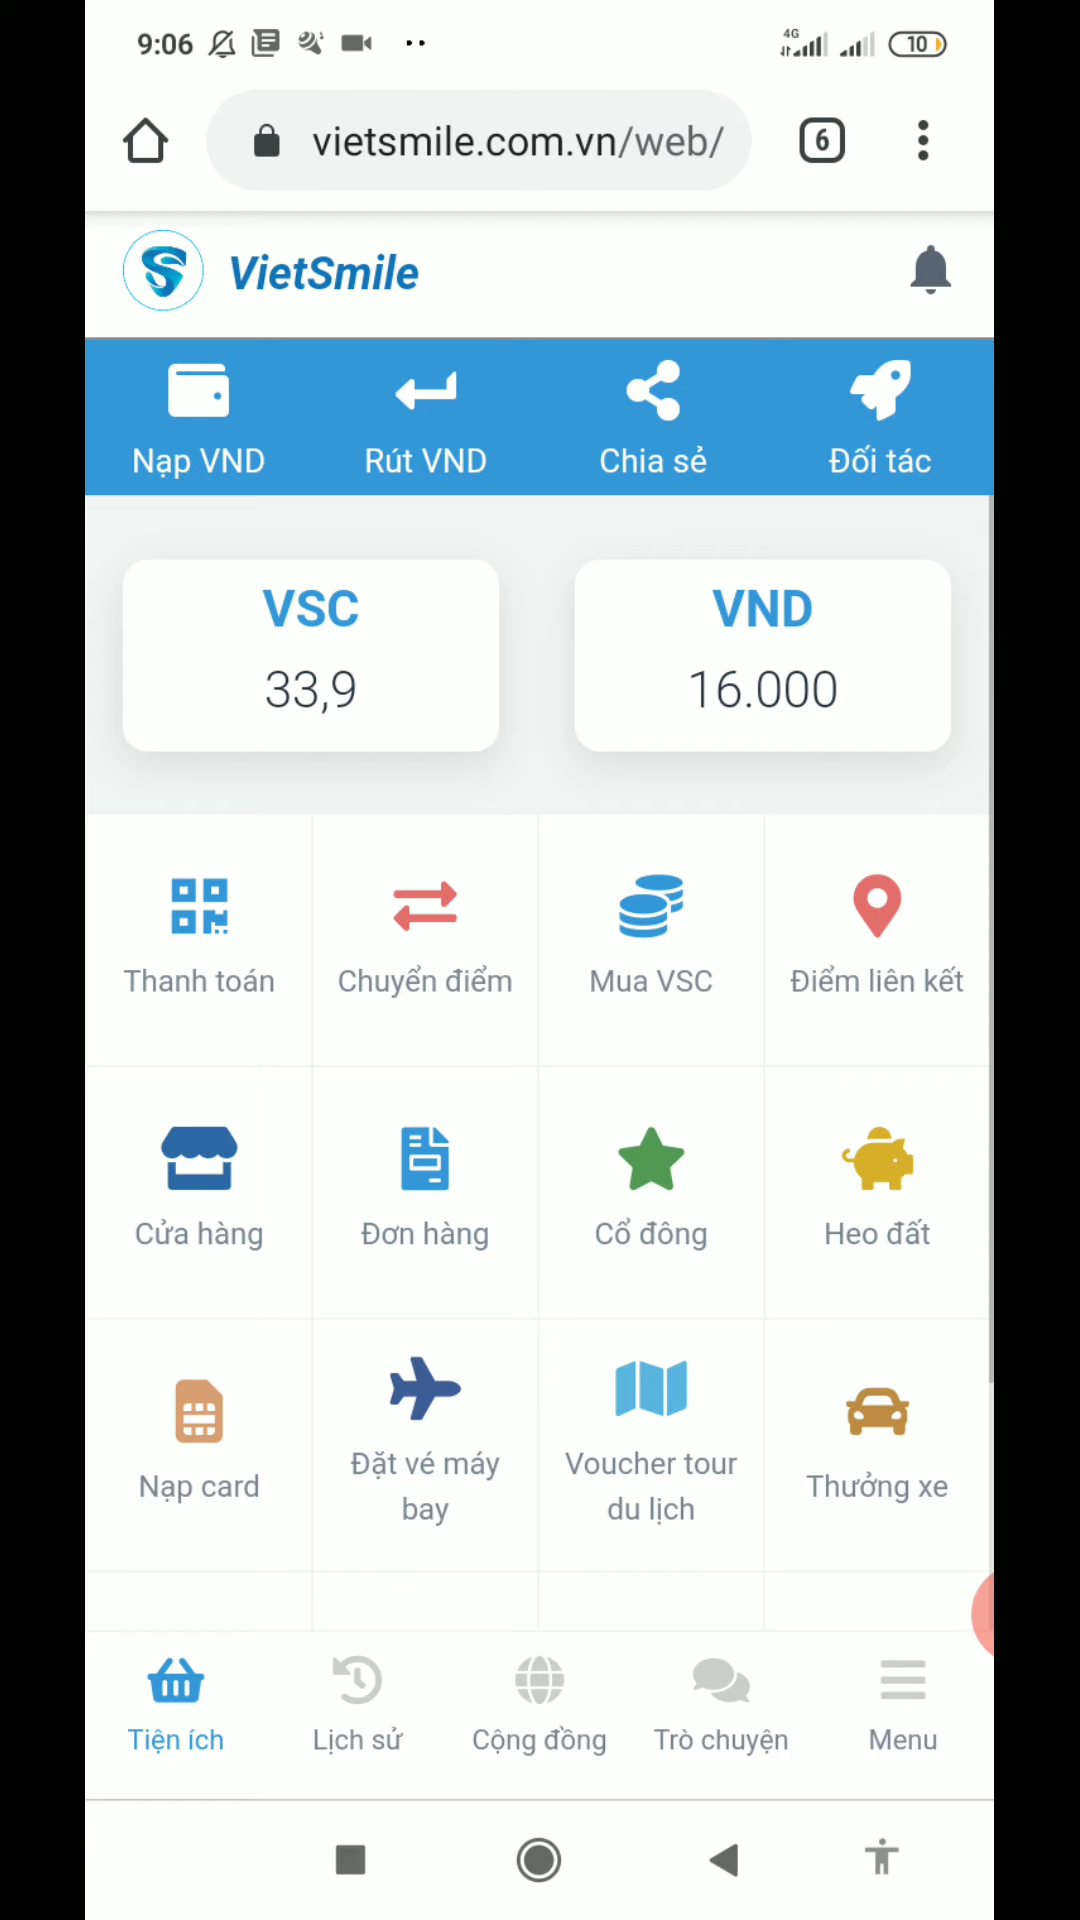 9:06
4G
10
vietsmile.com.vn/web/
6
VietSmile
Nạp VND
Rút VND
Chia sẻ
Đối tác
VSC
33,9
VND
16.000
Thanh toán
Chuyển điểm
Mua VSC
Điểm liên kết
Cửa hàng
Đơn hàng
Cổ đông
Heo đất
Nạp card
Đặt vé máy
bay
Voucher tour
du lịch
Thưởng xe
Tiện ích
Lịch sử
Cộng đồng
Trò chuyện
Menu